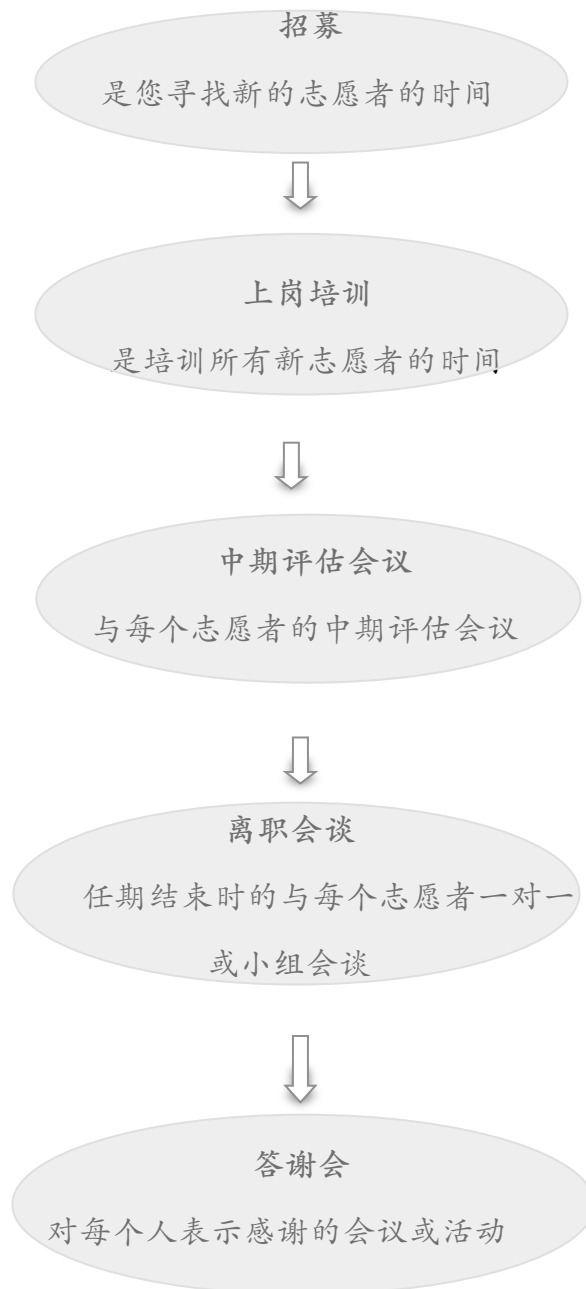 招募
是您寻找新的志愿者的时间
上岗培训
是培训所有新志愿者的时间
中期评估会议
与每个志愿者的中期评估会议
离职会谈
任期结束时的与每个志愿者一对一
或小组会谈
答谢会
对每个人表示感谢的会议或活动